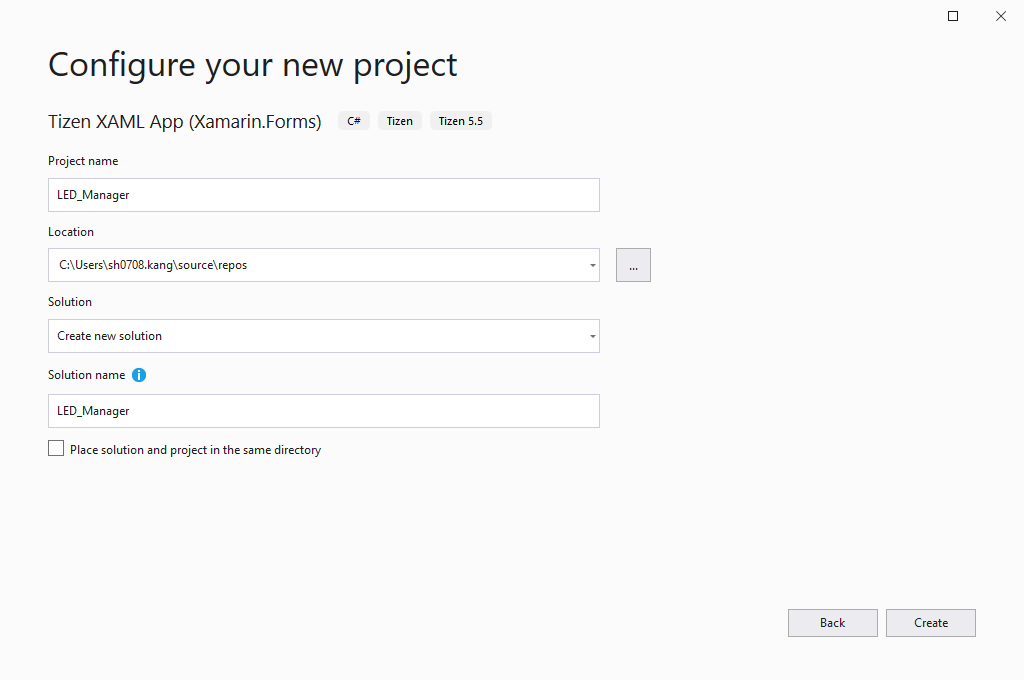 Configure your new project
Tizen XAML App (Xamarin.Forms) C# Tizen Tizen 5.5
Project name
LED_Manager
Location
C:\Users\sh0708.kang\source\repos
...
Solution
Create new solution
Solution name
LED_Manager
Place solution and project in the same directory
Back Create